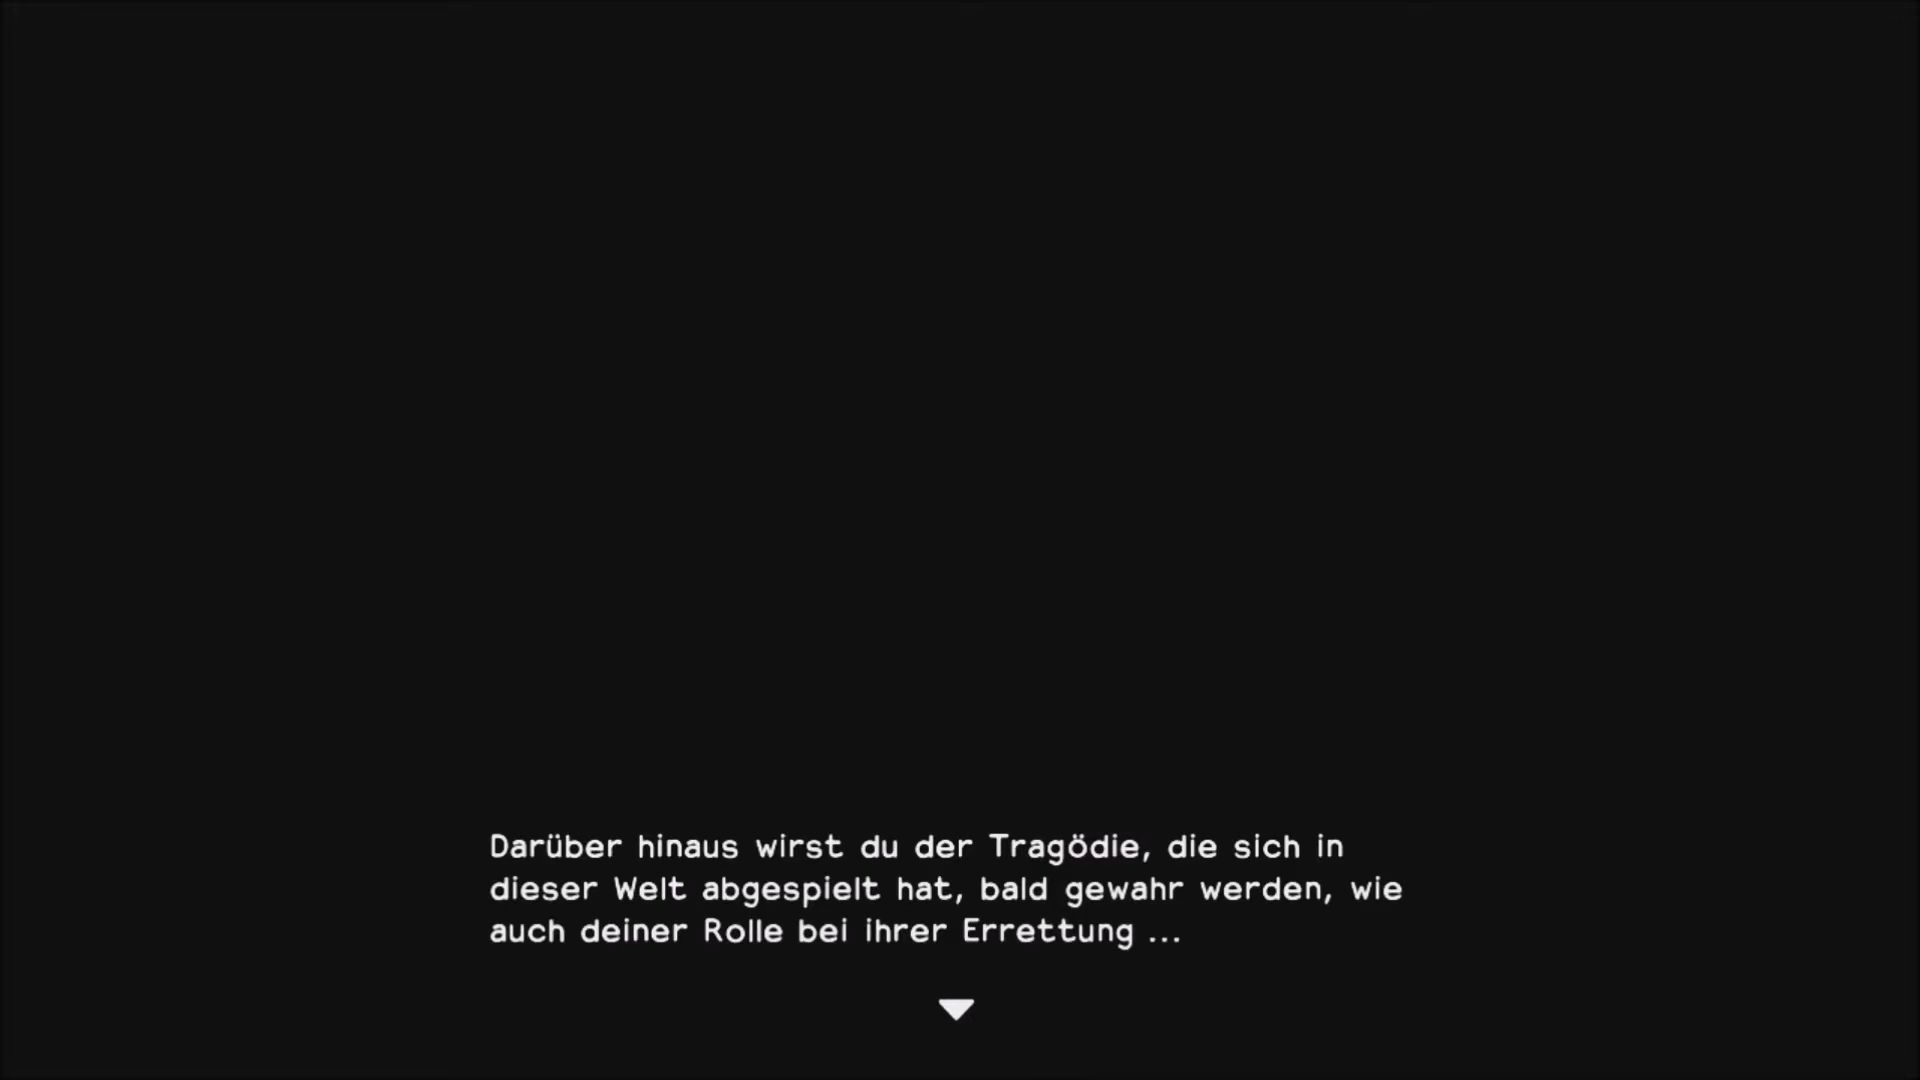 Darüber hinaus wirst du der Tragödie, die sich in
dieser Welt abgespielt hat, bald gewahr werden, wie
auch deiner Rolle bei ihrer Errettung ...